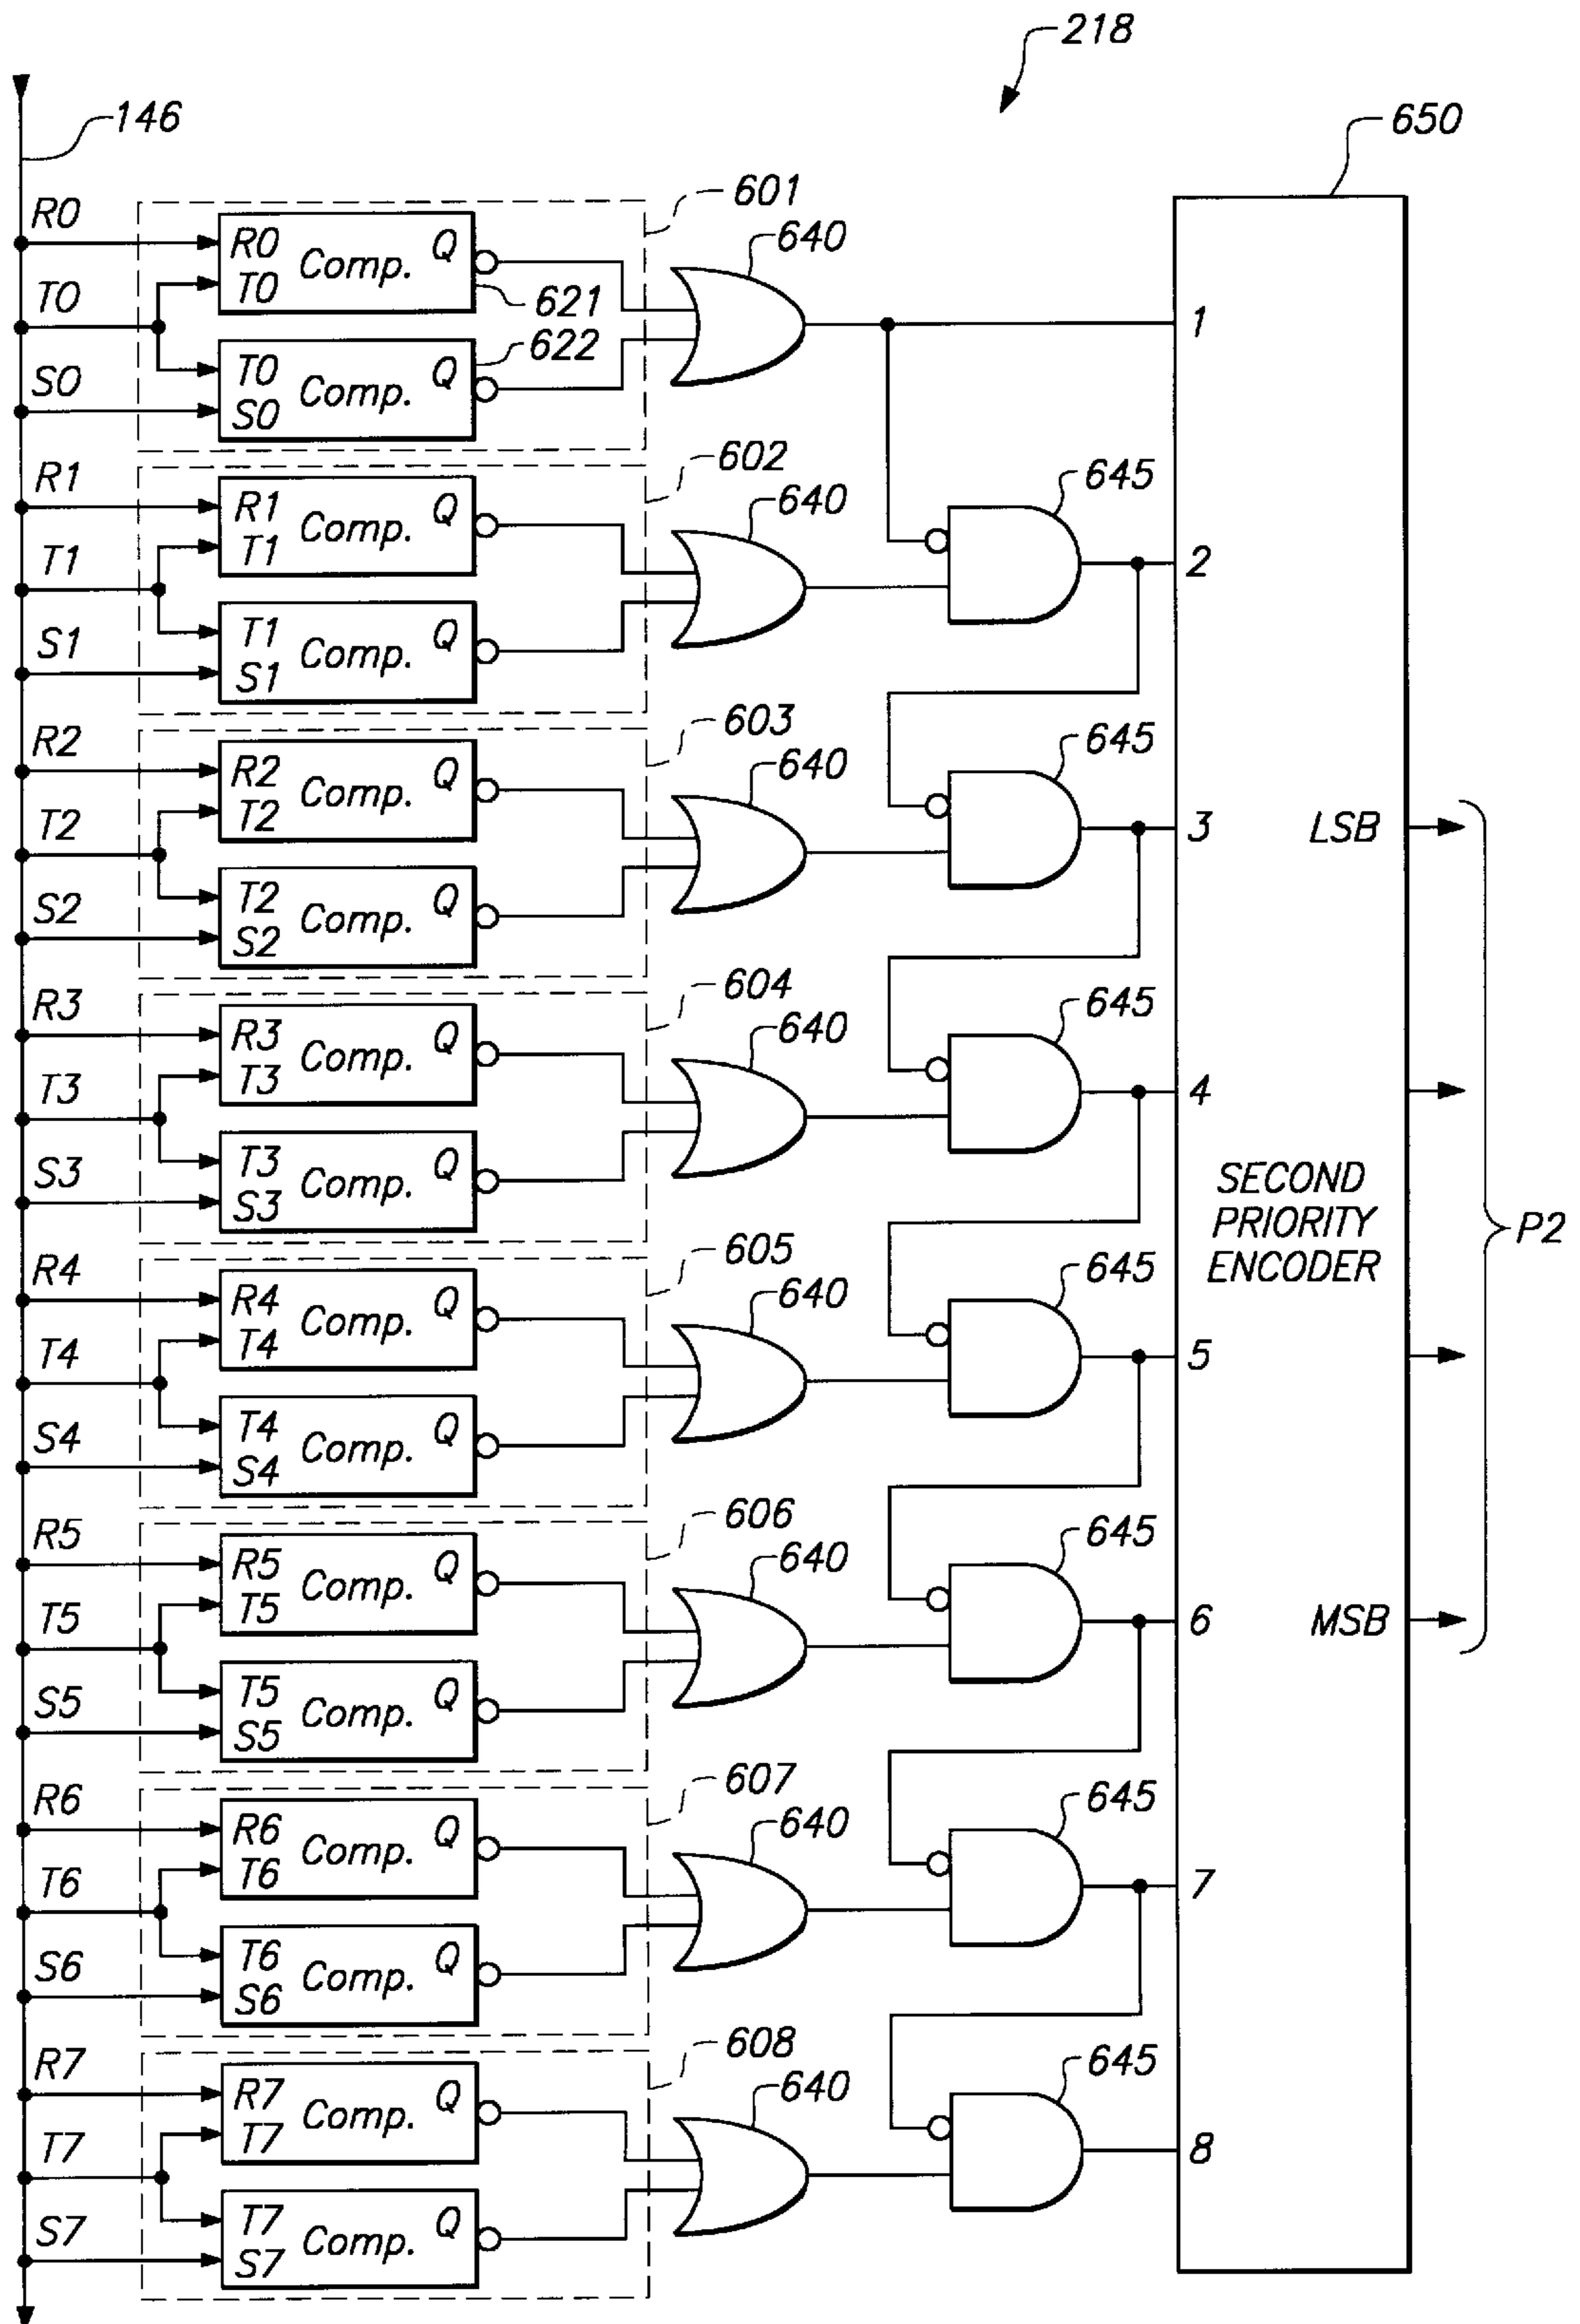 218
146
650
R0
601
R0 Comp. Q
640
T0
T0
621
1
622
S0
T0 Comp. Q
S0
R1
602
R1 Comp. Q
640
645
T1
T1
2
S1
T1 Comp. Q
S1
R2
603
R2 Comp. Q
640
645
T2
T2
3
LSB
S2
T2 Comp. Q
S2
R3
604
R3 Comp. Q
640
645
T3
T3
4
S3
T3 Comp. Q
S3
SECOND
PRIORITY
ENCODER
P2
R4
605
R4 Comp. Q
640
645
T4
T4
5
S4
T4 Comp. Q
S4
R5
606
R5 Comp. Q
640
645
T5
T5
6
MSB
S5
T5 Comp. Q
S5
R6
607
R6 Comp. Q
640
645
T6
T6
7
S6
T6 Comp. Q
S6
R7
608
R7 Comp. Q
640
645
T7
T7
8
S7
T7 Comp. Q
S7